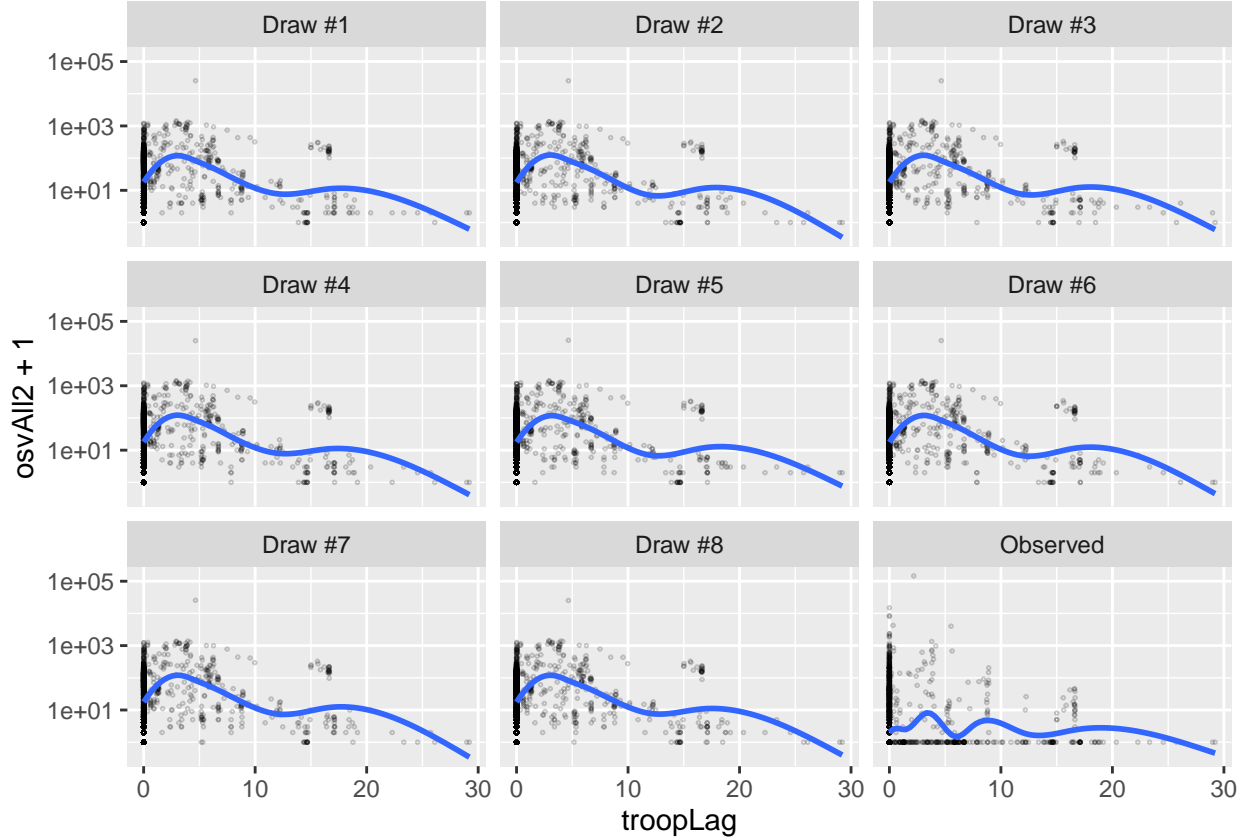 Draw #1 Draw #2 Draw #3
1e+05
1e+03
1e+01
Draw #4 Draw #5 Draw #6
1e+05
1e+03
1e+01
Draw #7 Draw #8 Observed
1e+05
1e+03
1e+01
0 10 20 30 0 10 20 30 0 10 20 30
troopLag
osvAll2 + 1